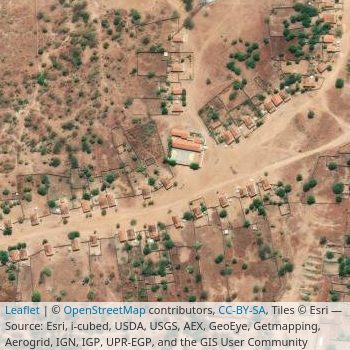 Leaflet | © OpenStreetMap contributors, CC-BY-SA, Tiles © Esri —
Source: Esri, i-cubed, USDA, USGS, AEX, GeoEye, Getmapping,
Aerogrid, IGN, IGP, UPR-EGP, and the GIS User Community